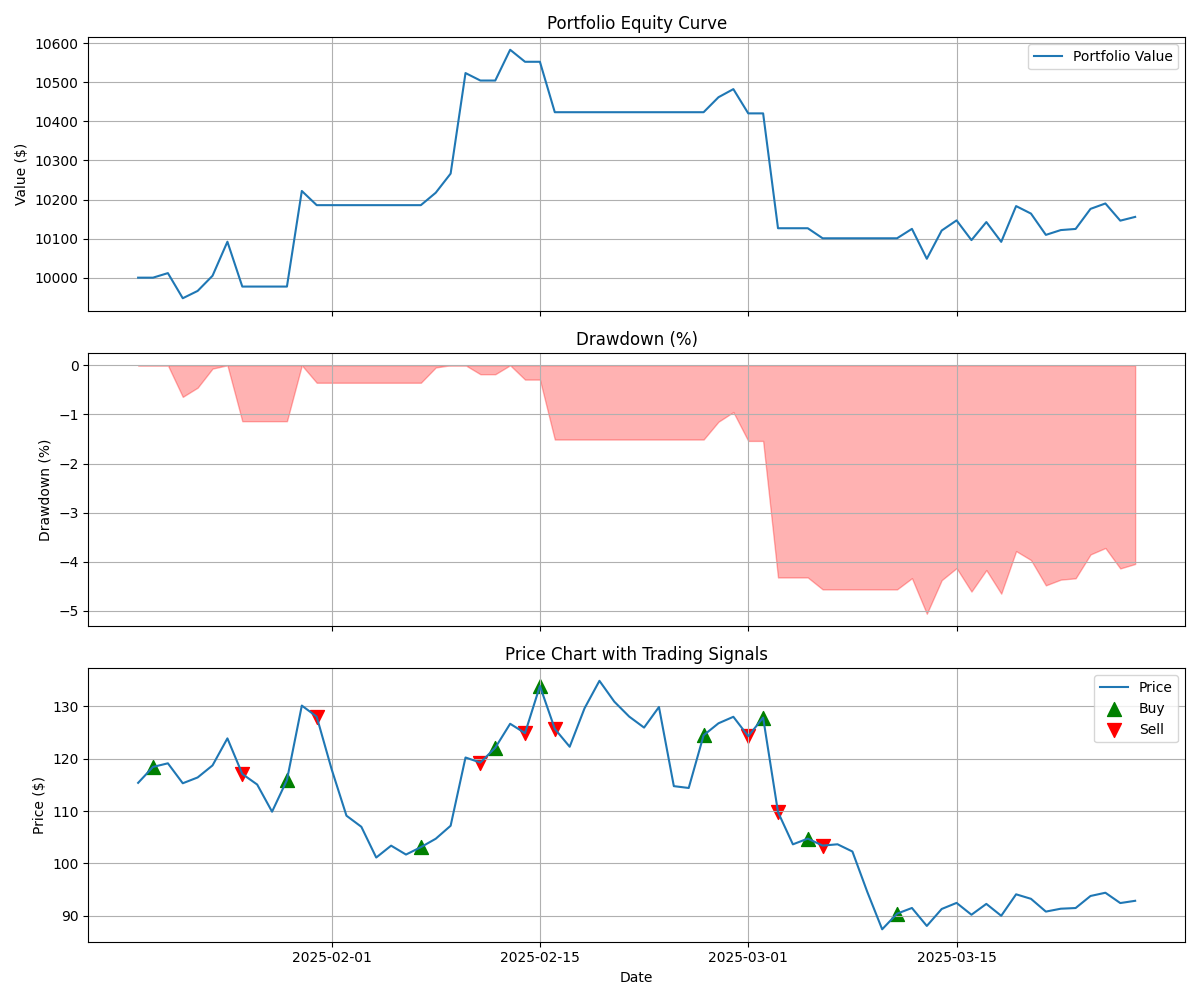 Portfolio Equity Curve
10600
10500
10400
10300
10200
10100
10000
Value ($)
Portfolio Value
Drawdown (%)
0
−1
−2
−3
−4
−5
Drawdown (%)
Price Chart with Trading Signals
130
120
110
100
90
Price ($)
Price
Buy
Sell
2025-02-01 2025-02-15 2025-03-01 2025-03-15
Date